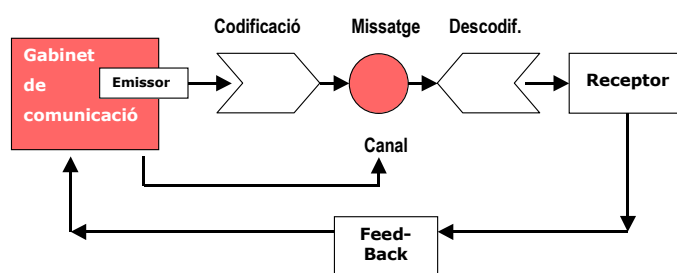 Codificació
Missatge
Descodif.
Gabinet
de
comunicació
Emissor
Receptor
Canal
Feed-
Back